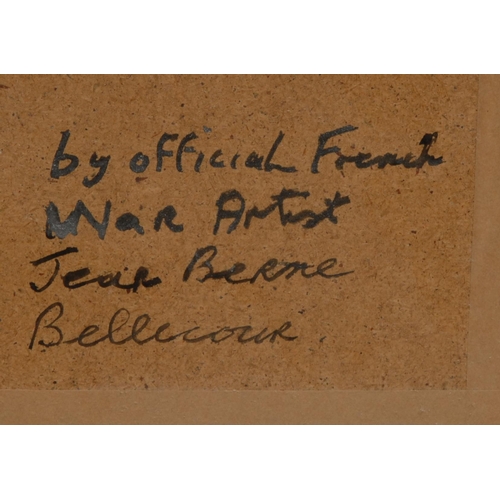 by official French
War Artist
Jean Berne
Bellecour.